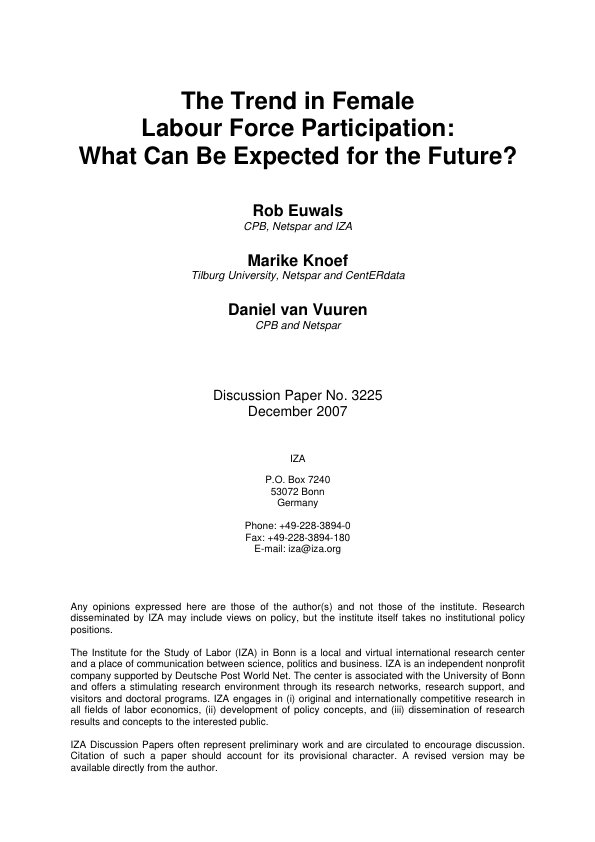 The Trend in Female
Labour Force Participation:
What Can Be Expected for the Future?
Rob Euwals
CPB, Netspar and IZA
Marike Knoef
Tilburg University, Netspar and CentERdata
Daniel van Vuuren
CPB and Netspar
Discussion Paper No. 3225
December 2007
IZA
P.O. Box 7240
53072 Bonn
Germany
Phone: +49-228-3894-0
Fax: +49-228-3894-180
E-mail: iza@iza.org
Any opinions expressed here are those of the author(s) and not those of the institute. Research
disseminated by IZA may include views on policy, but the institute itself takes no institutional policy
positions.
The Institute for the Study of Labor (IZA) in Bonn is a local and virtual international research center
and a place of communication between science, politics and business. IZA is an independent nonprofit
company supported by Deutsche Post World Net. The center is associated with the University of Bonn
and offers a stimulating research environment through its research networks, research support, and
visitors and doctoral programs. IZA engages in (i) original and internationally competitive research in
all fields of labor economics, (ii) development of policy concepts, and (iii) dissemination of research
results and concepts to the interested public.
IZA Discussion Papers often represent preliminary work and are circulated to encourage discussion.
Citation of such a paper should account for its provisional character. A revised version may be
available directly from the author.